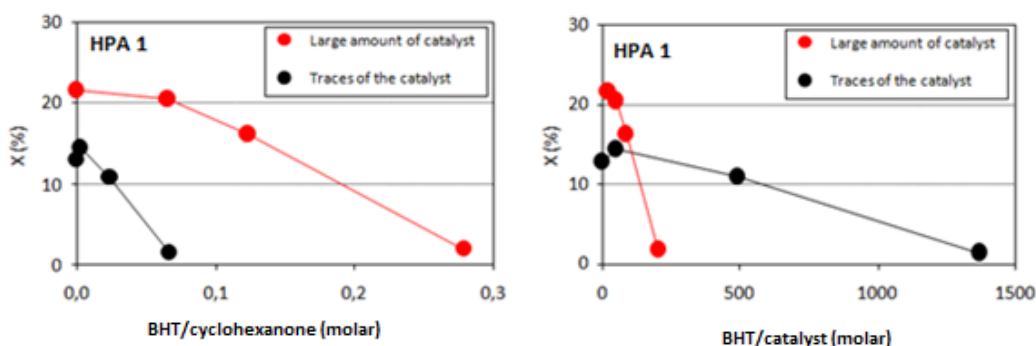 30
20
10
0
X (%)
HPA 1
Large amount of catalyst
Traces of the catalyst
0,0
0,1
0,2
0,3
BHT/cyclohexanone (molar)
30
20
10
0
X (%)
HPA 1
Large amount of catalyst
Traces of the catalyst
0
500
1000
1500
BHT/catalyst (molar)